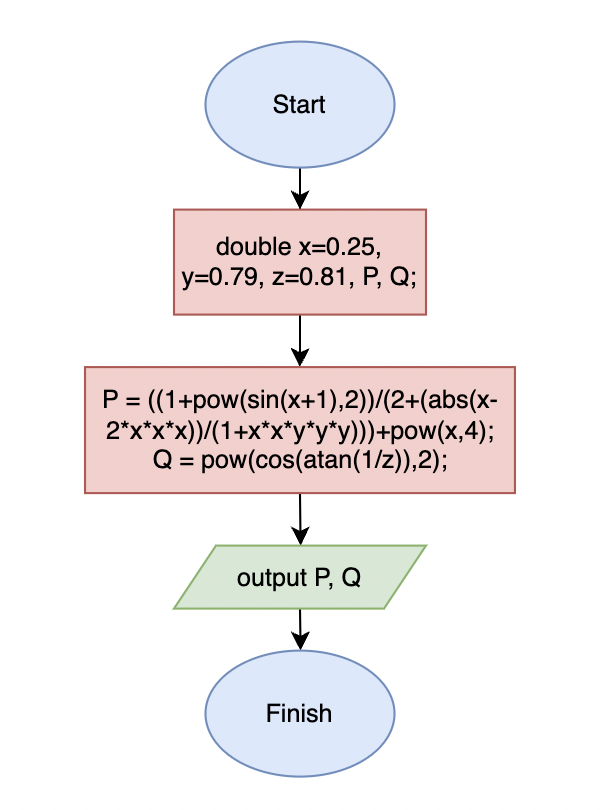 Start
double x=0.25,
y=0.79, z=0.81, P, Q;
P = ((1+pow(sin(x+1),2))/(2+(abs(x-
2*x*x*x))/(1+x*x*y*y*y)))+pow(x,4);
Q = pow(cos(atan(1/z)),2);
output P, Q
Finish